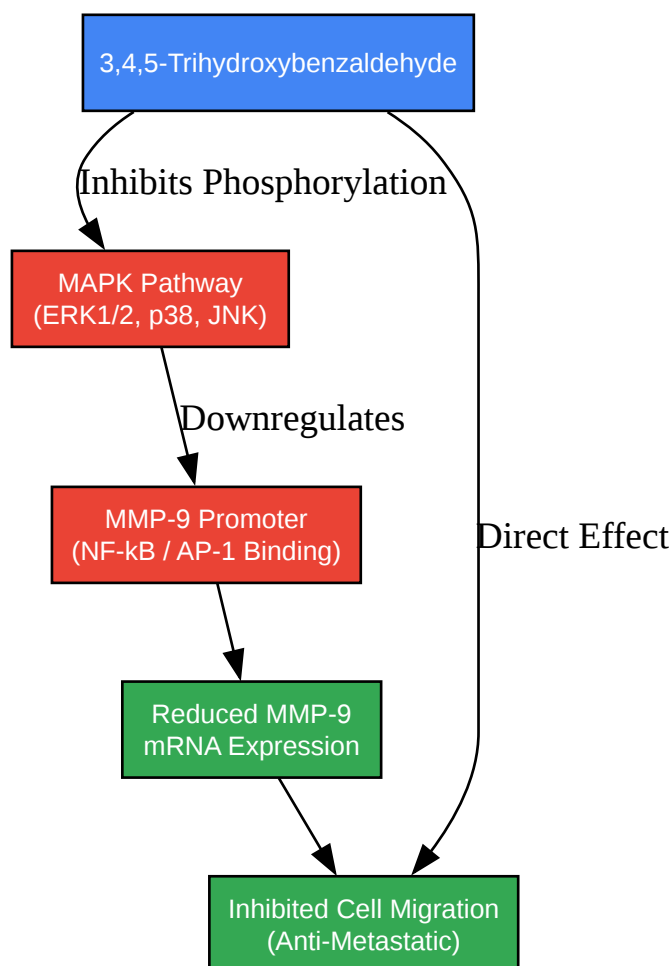 3,4,5-Trihydroxybenzaldehyde
Inhibits Phosphorylation
MAPK Pathway
(ERK1/2, p38, JNK)
Downregulates
MMP-9 Promoter
(NF-kB / AP-1 Binding)
Direct Effect
Reduced MMP-9
mRNA Expression
Inhibited Cell Migration
(Anti-Metastatic)